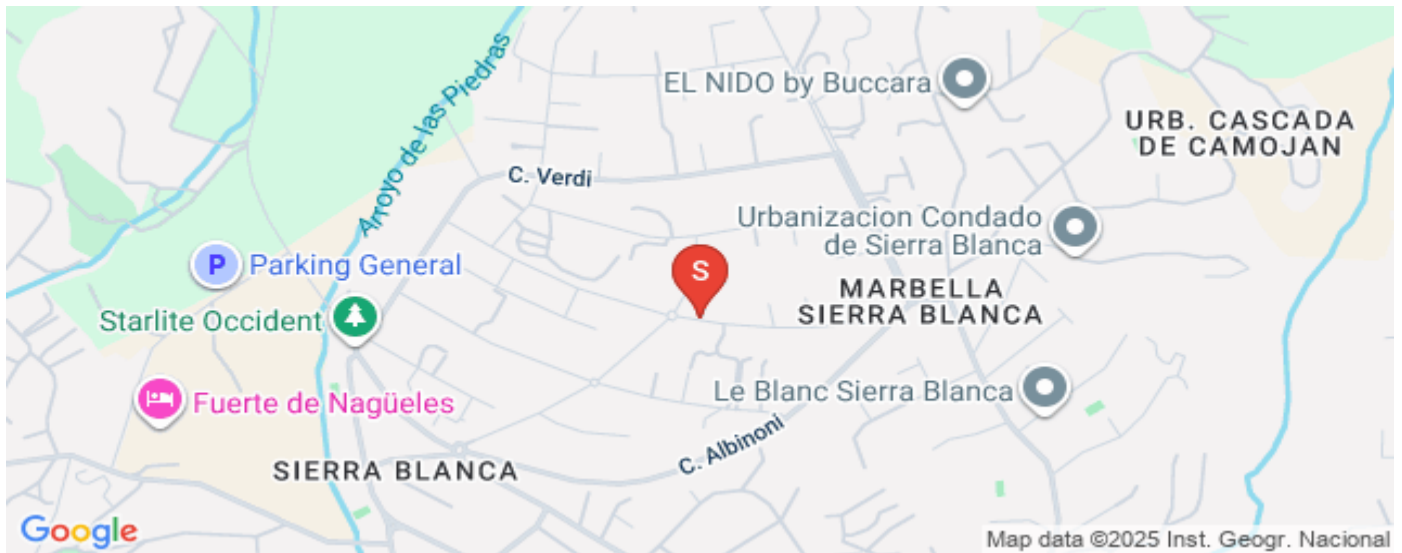 Arroyo de las Piedras
EL NIDO by Buccara
URB. CASCADA
DE CAMOJAN
C. Verdi
Urbanizacion Condado
de Sierra Blanca
P
Parking General
S
MARBELLA
SIERRA BLANCA
Starlite Occident
Fuerte de Nagüeles
Le Blanc Sierra Blanca
C. Albinoni
SIERRA BLANCA
Google
Map data ©2025 Inst. Geogr. Nacional